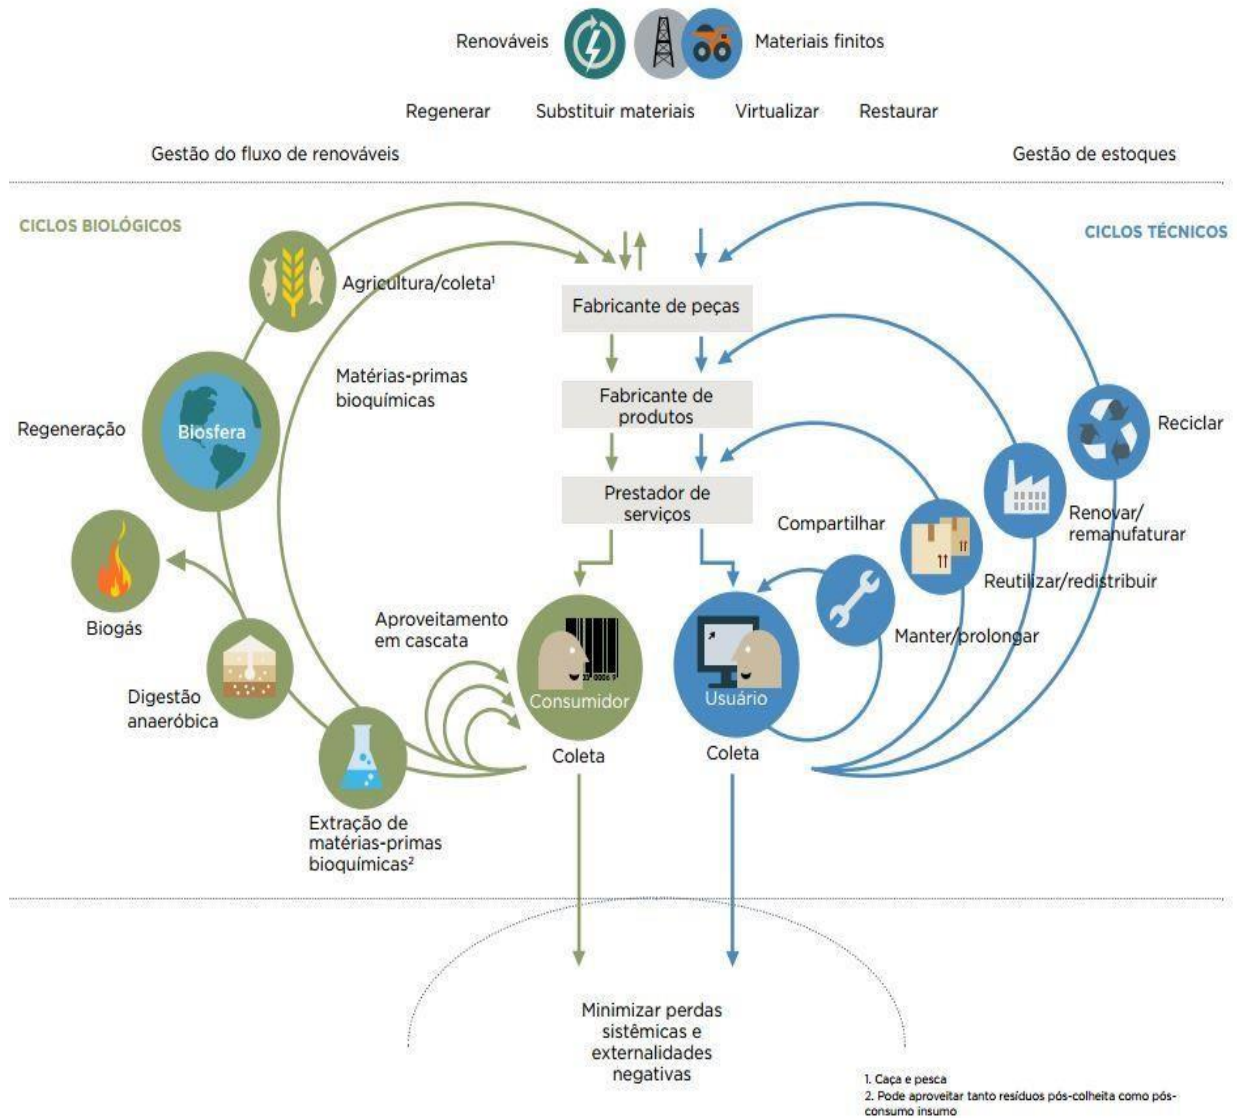 Renováveis
Materiais finitos
Regenerar
Substituir materiais
Virtualizar
Restaurar
Gestão do fluxo de renováveis
Gestão de estoques
CICLOS BIOLÓGICOS
CICLOS TÉCNICOS
Agricultura/coleta¹
Fabricante de peças
Matérias-primas
bioquímicas
Fabricante de
produtos
Regeneração
Biosfera
Reciclar
Prestador de
serviços
Compartilhar
Renovar/
remanufaturar
Reutilizar/redistribuir
Biogás
Aproveitamento
em cascata
Manter/prolongar
Digestão
anaeróbica
Consumidor
Usuário
Coleta
Coleta
Extração de
matérias-primas
bioquímicas²
Minimizar perdas
sistêmicas e
externalidades
negativas
1. Caça e pesca
2. Pode aproveitar tanto resíduos pós-colheita como pós-
consumo insumo